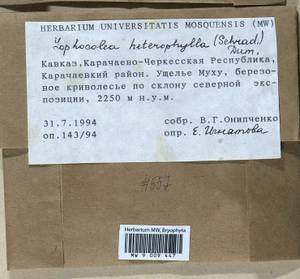 HERBARIUM UNIVERSITATIS MOSQUENSIS (MW)
Lophocolea heterophylla (Schrad.)
Dum.
Кавказ, Карачаево-Черкесская Республика,
Карачаевкий район. Ущелье Муху, березо-
вое криволесье по склону северной экс-
позиции, 2250 м н.у.м.
31.7.1994 собр. В.Г.Онипченко
оп.143/94 опр. Е. Игнатова
#657
Herbarium MW, Bryophyta
MW 9 009 447